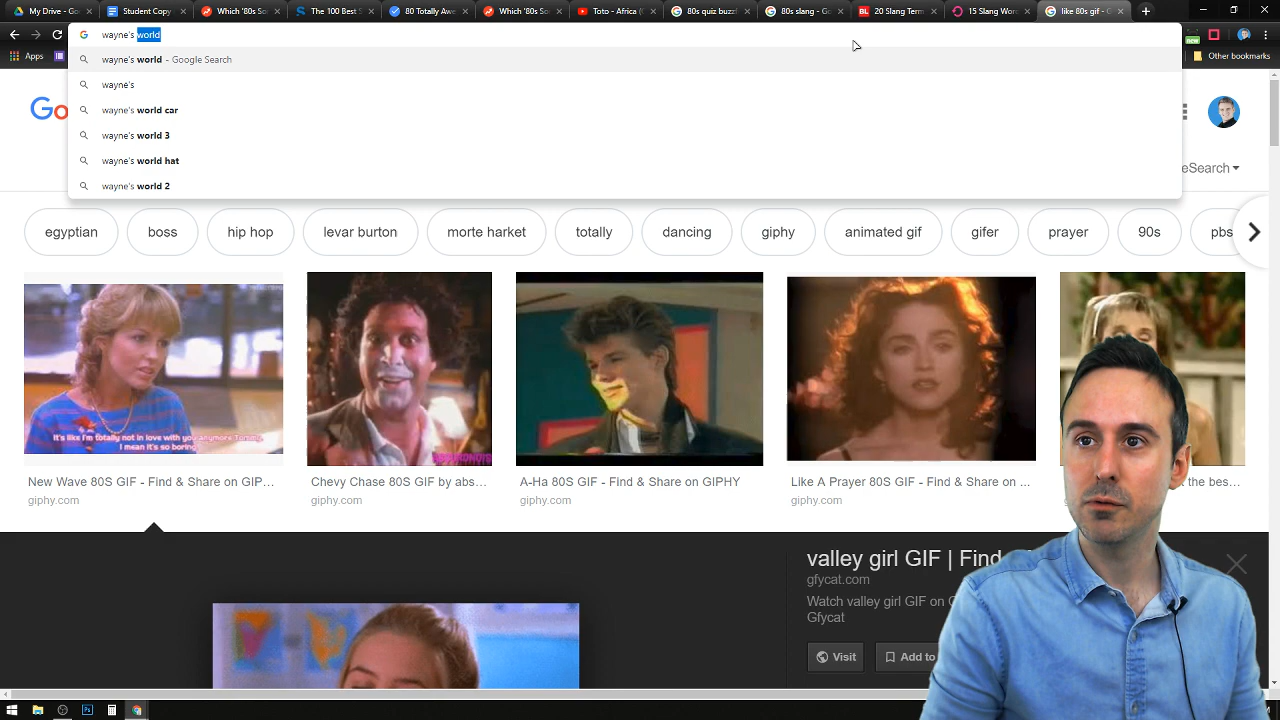 My Drive - G
Student Copy
Which '80s So
The 100 Best S
80 Totally Awe
Which '80s So
Toto - Africa (
80s quiz buzz
80s slang - Go
20 Slang Term
15 Slang Wor
like 80s gif - G
wayne's world
new
Apps
Other bookmarks
wayne's world - Google Search
wayne's
wayne's world car
wayne's world 3
wayne's world hat
wayne's world 2
Go
eSearch
egyptian
boss
hip hop
levar burton
morte harket
totally
dancing
giphy
animated gif
gifer
prayer
90s
pbs
It's like I'm totally not in love with you anymore Tommy,
I mean it's so boring
New Wave 80S GIF - Find & Share on GIP...
giphy.com
Chevy Chase 80S GIF by abs...
giphy.com
A-Ha 80S GIF - Find & Share on GIPHY
giphy.com
Like A Prayer 80S GIF - Find & Share on ...
giphy.com
the bes...
valley girl GIF | Find
gfycat.com
Watch valley girl GIF on G
Gfycat
Visit
Add to